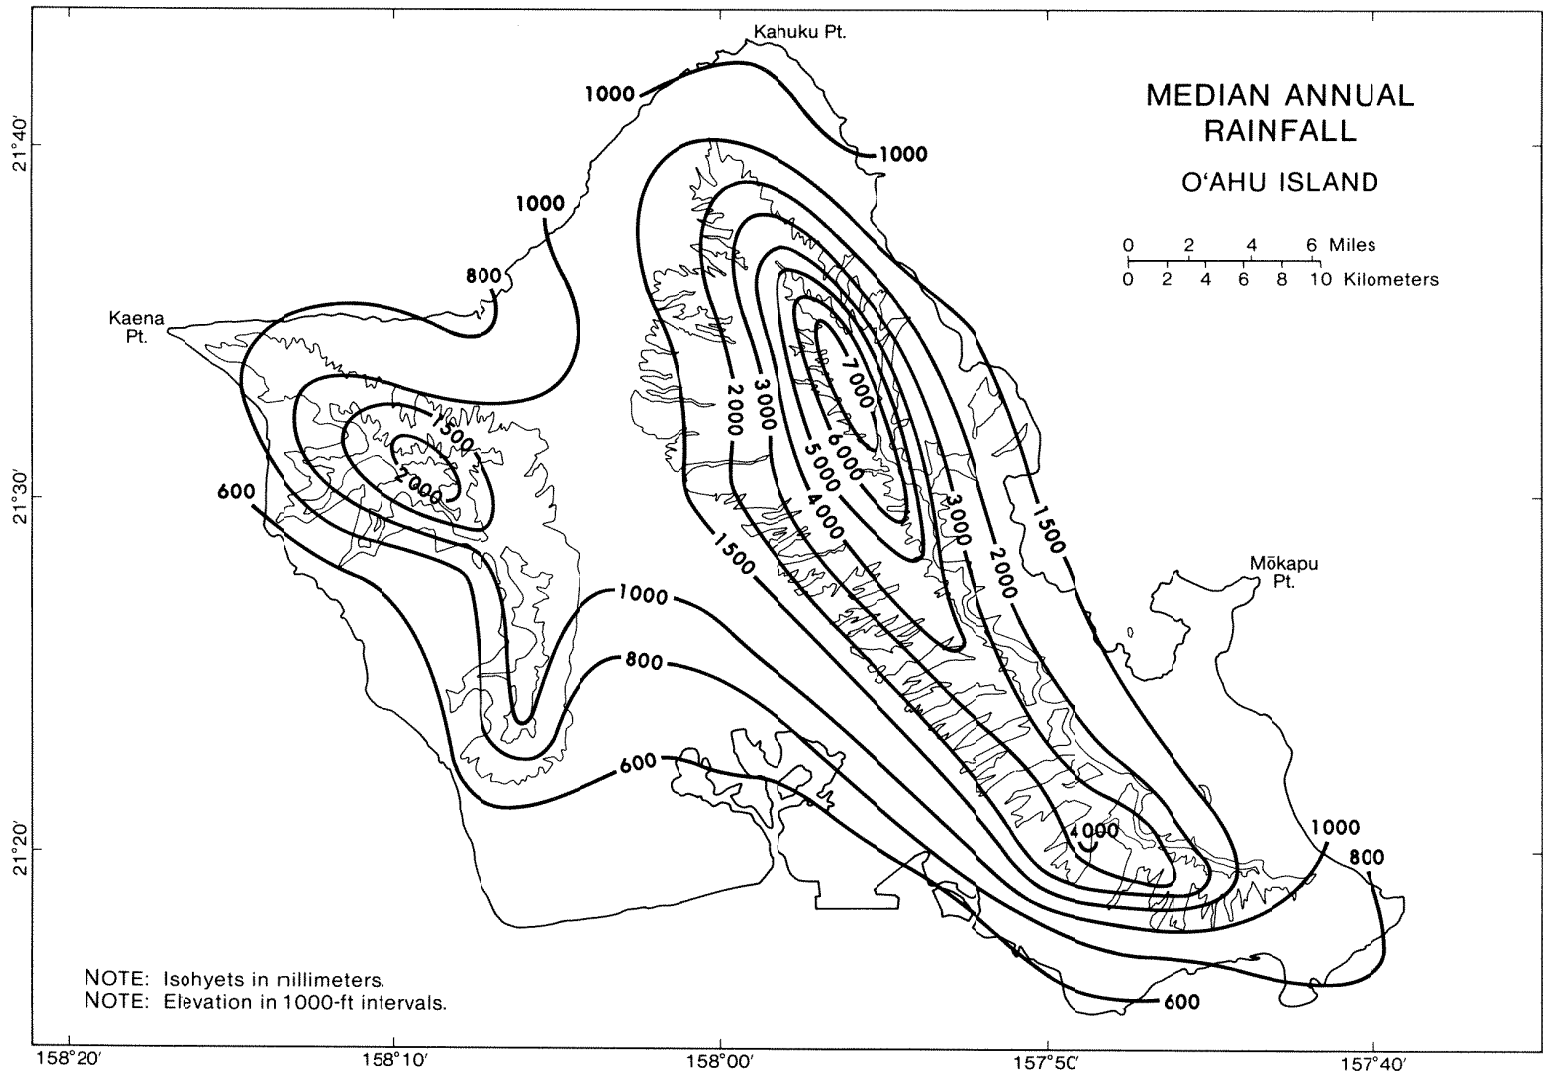 Kahuku Pt.
1000
MEDIAN ANNUAL
RAINFALL
O'AHU ISLAND
21°40'
1000
1000
0 2 4 6 Miles
0 2 4 6 8 10 Kilometers
800
Kaena
Pt.
7000
2000
3000
1500
6000
5000
2000
4000
600
21°30'
3000
1500
1500
2000
Mōkapu
Pt.
1000
800
600
4000
1000
800
21°20'
NOTE: Isohyets in millimeters.
NOTE: Elevation in 1000-ft intervals.
600
158°20'
158°10'
158°00'
157°50'
157°40'